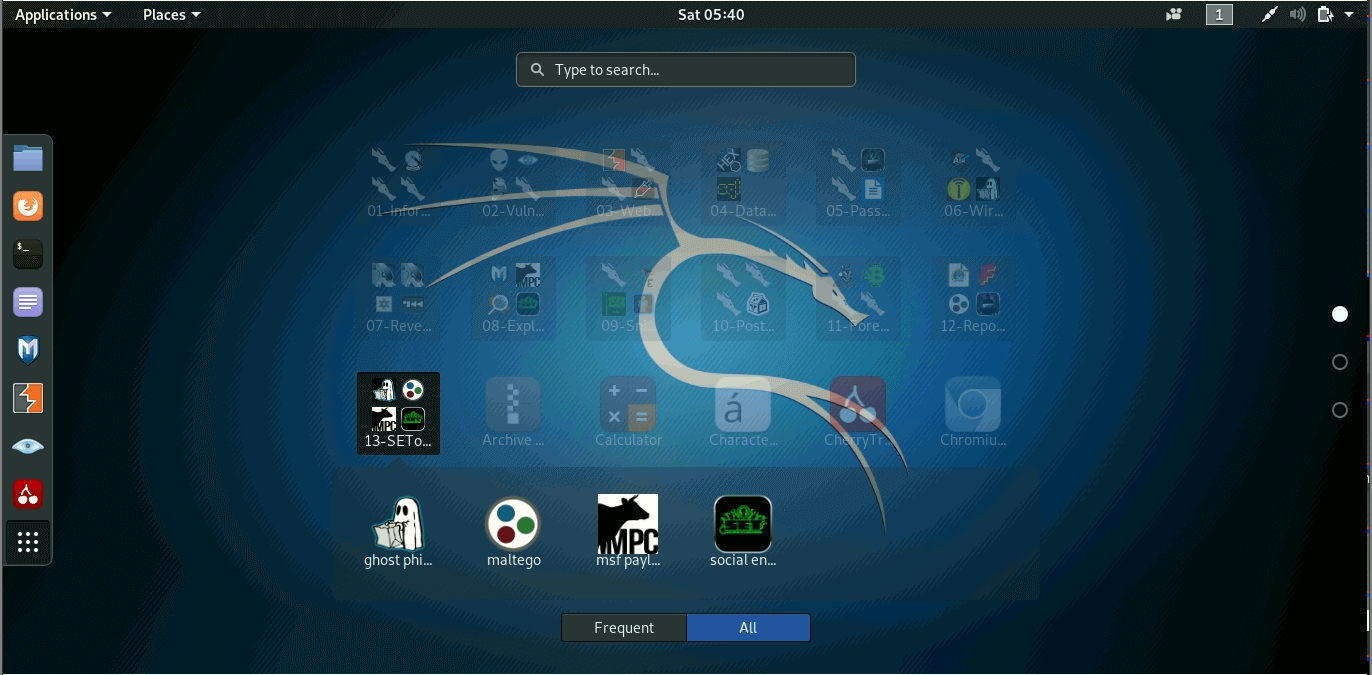 Applications Places Sat 05:40 1
Type to search...
01-Infor... 02-Vuln... 03-Web... 04-Data... 05-Pass... 06-Wir...
07-Reve... 08-Expl... 09-Sni... 10-Post... 11-Fore... 12-Repo...
13-SETo... Archive ... Calculator Characte... CherryTr... Chromiu...
ghost phi... maltego msf payl... social en...
Frequent All